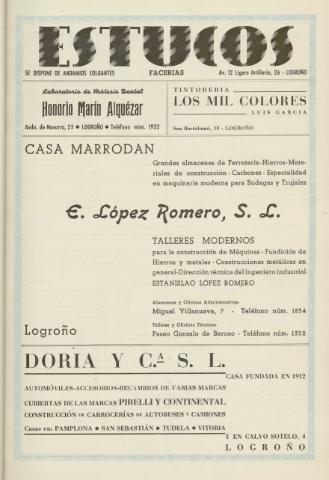 ESTUCOS
SE DISPONE DE ANDAMIOS COLGANTES FACERIAS Av. 12 Ligero Artillería, 26 - LOGROÑO
Laboratorio de Prótesis Dental
Honorio Marín Alquézar
Avda. de Navarra, 25 • LOGROÑO • Teléfono núm. 1952
TINTORERIA
LOS MIL COLORES
LUIS GARCIA
San Bartolomé, 18 - LOGROÑO
CASA MARRODAN
Grandes almacenes de Ferretería-Hierros-Mate-
riales de construcción - Carbones - Especialidad
en maquinaria moderna para Bodegas y Trujales
E. López Romero, S. L.
TALLERES MODERNOS
para la construcción de Máquinas - Fundición de
Hierros y metales - Construcciones metálicas en
general-Dirección técnica del ingeniero industrial
ESTANISLAO LÓPEZ ROMERO
Almacenes y Oficinas Administrativas
Miguel Villanueva, 7 - Teléfono núm. 1854
Talleres y Oficinas Técnicas
Paseo Gonzalo de Berceo - Teléfono núm. 1352
Logroño
DORIA Y C.A S. L.
CASA FUNDADA EN 1912
AUTOMÓVILES-ACCESORIOS-RECAMBIOS DE VARIAS MARCAS
CUBIERTAS DE LAS MARCAS PIRELLI Y CONTINENTAL
CONSTRUCCIÓN DE CARROCERÍAS DE AUTOBUSES Y CAMIONES
Casas en: PAMPLONA • SAN SEBASTIÁN • TUDELA • VITORIA
Y EN CALVO SOTELO, 4
LOGROÑO